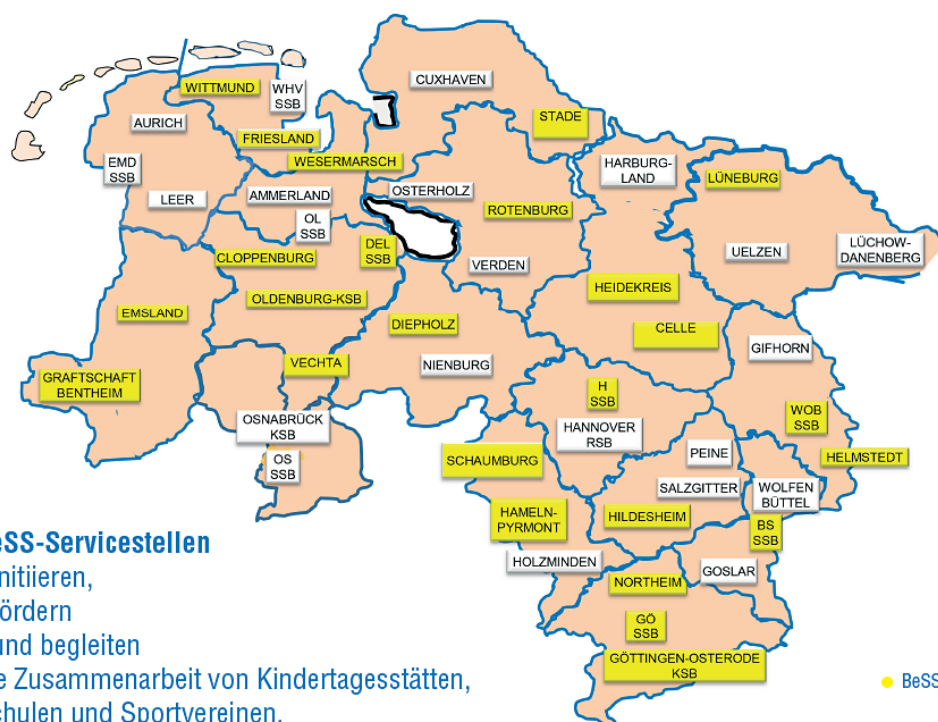 CUXHAVEN
WITTMUND
WHV
SSB
STADE
AURICH
FRIESLAND
WESERMARSCH
EMD
SSB
HARBURG-
LAND
LÜNEBURG
LEER
AMMERLAND
OSTERHOLZ
ROTENBURG
OL
SSB
DEL
SSB
CLOPPENBURG
VERDEN
UELZEN
LÜCHOW-
DANENBERG
HEIDEKREIS
OLDENBURG-KSB
EMSLAND
DIEPHOLZ
CELLE
GIFHORN
VECHTA
NIENBURG
GRAFTSCHAFT
BENTHEIM
H
SSB
OSNABRÜCK
KSB
HANNOVER
RSB
WOB
SSB
OS
SSB
SCHAUMBURG
PEINE
HELMSTEDT
SALZGITTER
WOLFEN
BÜTTEL
HAMELN-
PYRMONT
HILDESHEIM
BS
SSB
HOLZMINDEN
NORTHEIM
GOSLAR
GÖ
SSB
GÖTTINGEN-OSTERODE
KSB
eSS-Servicestellen
nitiieren,
ördern
und begleiten
e Zusammenarbeit von Kindertagesstätten,
chulen und Sportvereinen.
BeSS